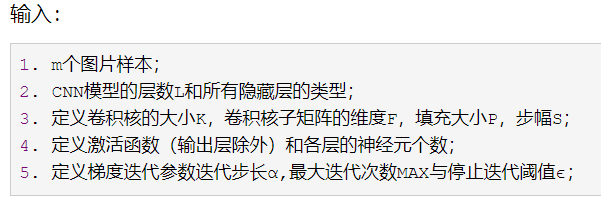 输入:
1. m个图片样本;
2. CNN模型的层数L和所有隐藏层的类型;
3. 定义卷积核的大小K, 卷积核子矩阵的维度F, 填充大小P, 步幅S;
4. 定义激活函数(输出层除外)和各层的神经元个数;
5. 定义梯度迭代参数迭代步长α,最大迭代次数MAX与停止迭代阈值ϵ;